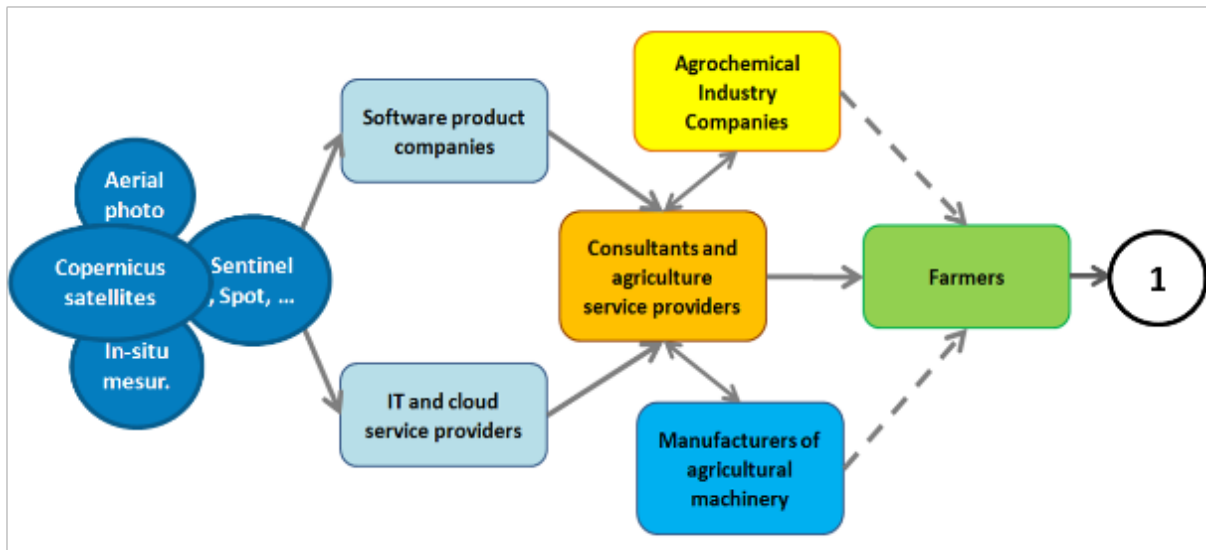 Aerial
photo
Copernicus
satellites
Sentinel
, Spot, ...
In-situ
mesur.
Software product
companies
IT and cloud
service providers
Agrochemical
Industry
Companies
Consultants and
agriculture
service providers
Manufacturers of
agricultural
machinery
Farmers
1